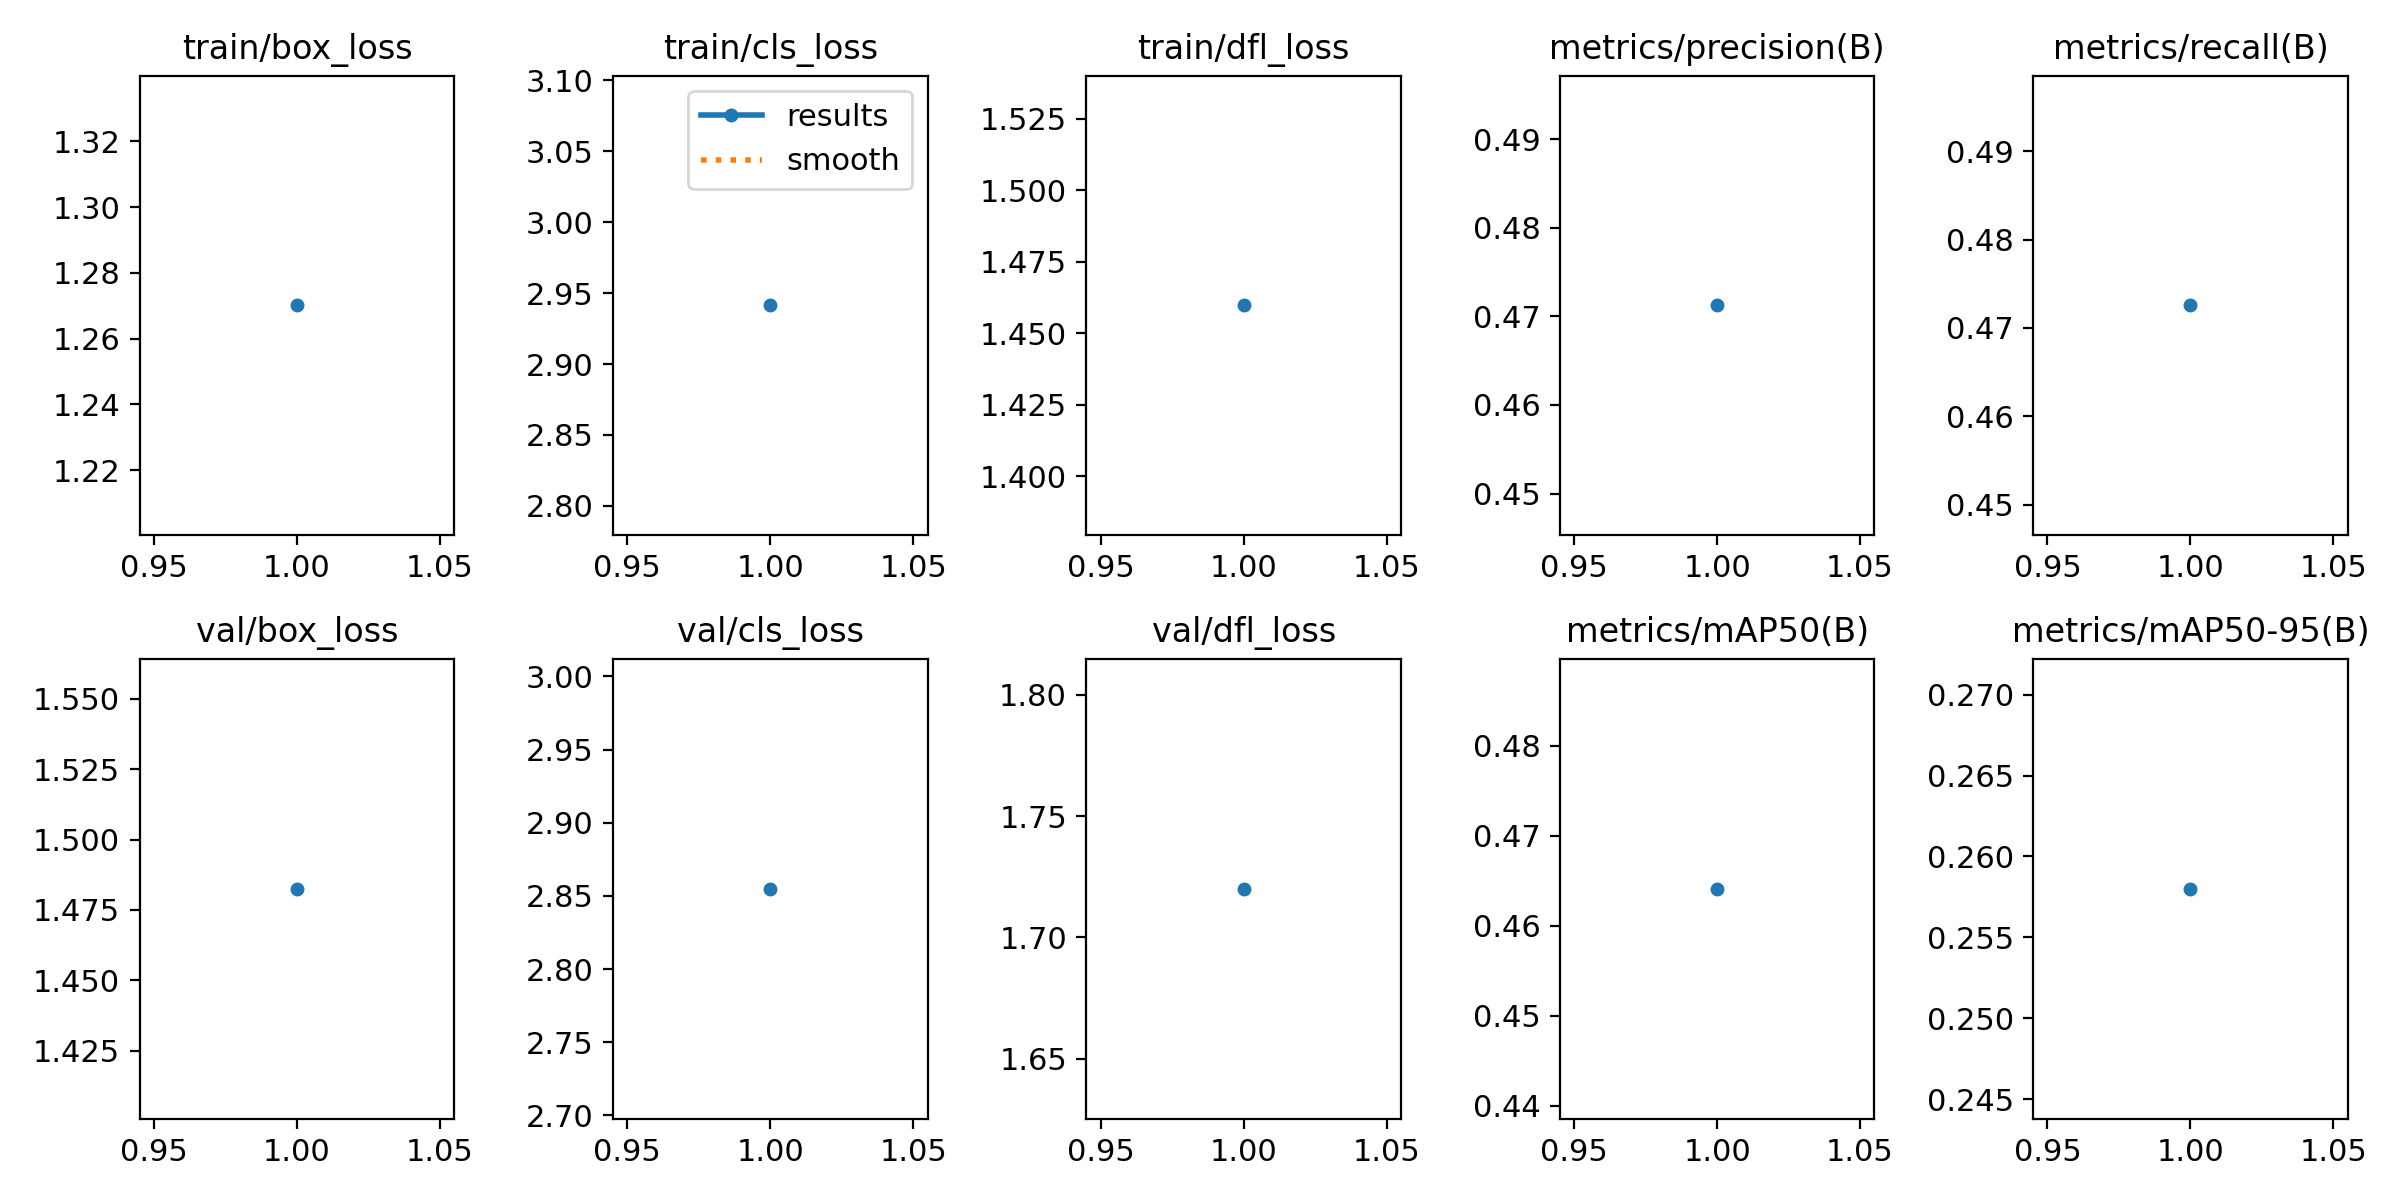 train/box_loss
1.32
1.30
1.28
1.26
1.24
1.22
0.95 1.00 1.05
train/cls_loss
results
smooth
3.10
3.05
3.00
2.95
2.90
2.85
2.80
0.95 1.00 1.05
train/dfl_loss
1.525
1.500
1.475
1.450
1.425
1.400
0.95 1.00 1.05
metrics/precision(B)
0.49
0.48
0.47
0.46
0.45
0.95 1.00 1.05
metrics/recall(B)
0.49
0.48
0.47
0.46
0.45
0.95 1.00 1.05
val/box_loss
1.550
1.525
1.500
1.475
1.450
1.425
0.95 1.00 1.05
val/cls_loss
3.00
2.95
2.90
2.85
2.80
2.75
2.70
0.95 1.00 1.05
val/dfl_loss
1.80
1.75
1.70
1.65
0.95 1.00 1.05
metrics/mAP50(B)
0.48
0.47
0.46
0.45
0.44
0.95 1.00 1.05
metrics/mAP50-95(B)
0.270
0.265
0.260
0.255
0.250
0.245
0.95 1.00 1.05